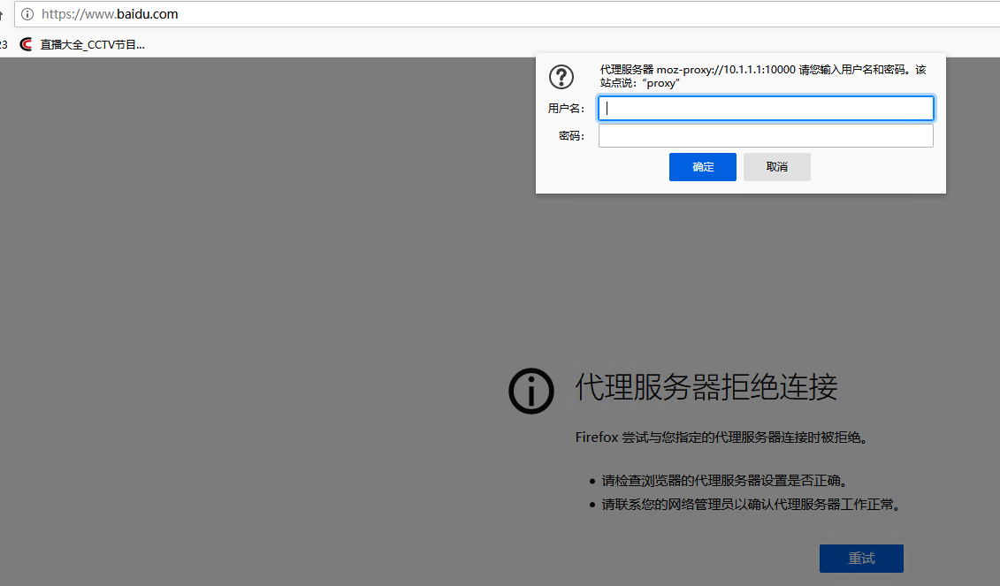 https://www.baidu.com
23 直播大全_CCTV节目...
代理服务器 moz-proxy://10.1.1.1:10000 请您输入用户名和密码。该
站点说：“proxy”
用户名：
密码：
确定 取消
代理服务器拒绝连接
Firefox 尝试与您指定的代理服务器连接时被拒绝。
• 请检查浏览器的代理服务器设置是否正确。
• 请联系您的网络管理员以确认代理服务器工作正常。
重试